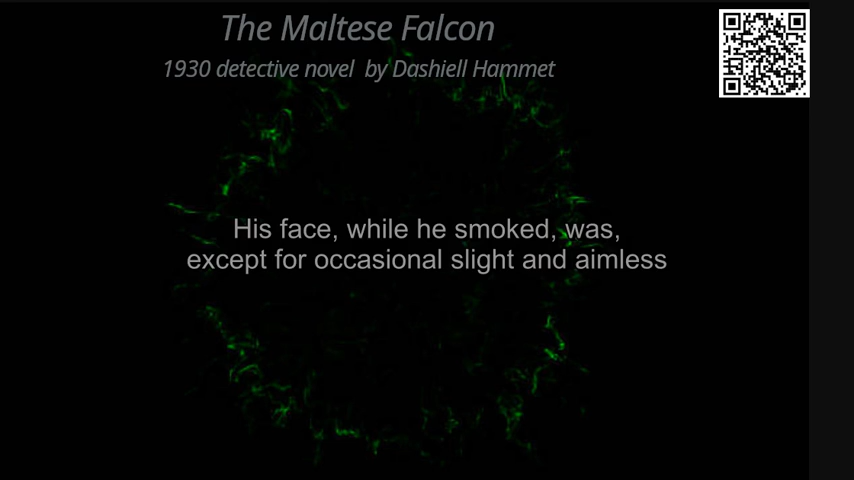 The Maltese Falcon
1930 detective novel by Dashiell Hammet
His face, while he smoked, was,
except for occasional slight and aimless